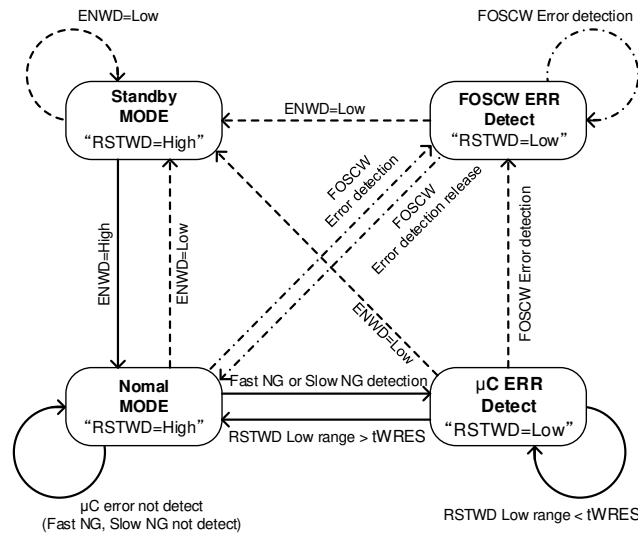 ENWD=Low
FOSCW Error detection
Standby
MODE
“RSTWD=High”
ENWD=Low
FOSCW ERR
Detect
“RSTWD=Low”
FOSCW
Error detection
FOSCW
Error detection release
ENWD=High
ENWD=Low
ENWD=Low
FOSCW Error detection
Nomal
MODE
“RSTWD=High”
Fast NG or Slow NG detection
RSTWD Low range > tWRES
μC ERR
Detect
“RSTWD=Low”
μC error not detect
(Fast NG, Slow NG not detect)
RSTWD Low range < tWRES